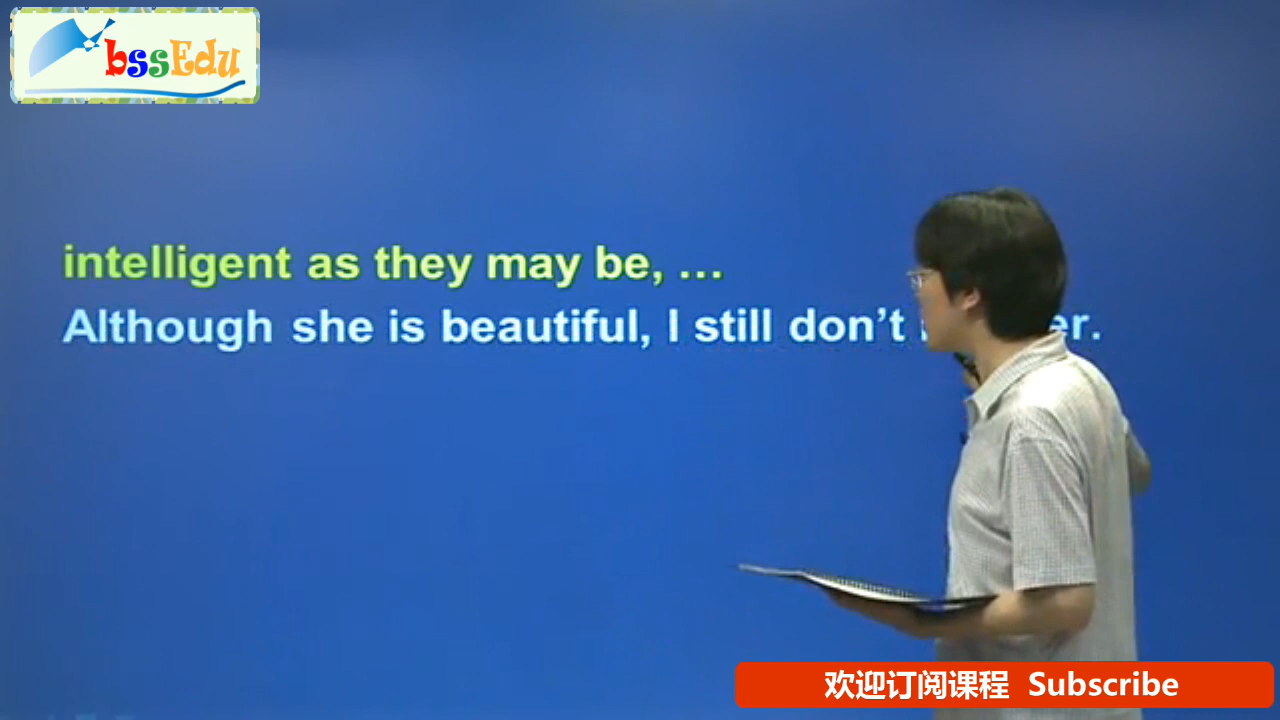 bssEdu
intelligent as they may be, …
Although she is beautiful, I still don’t
欢迎订阅课程 Subscribe